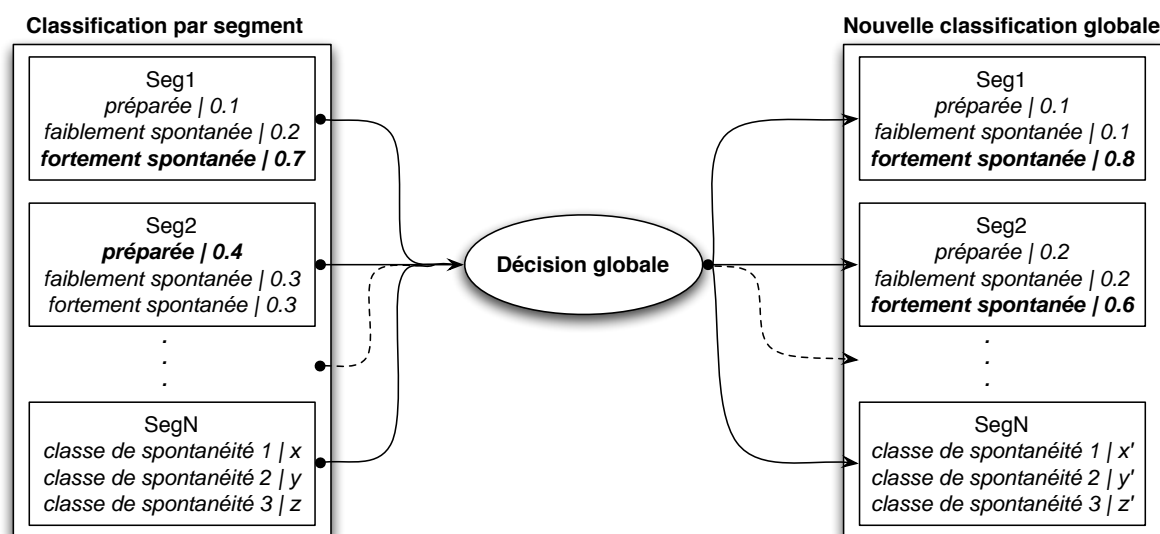 Classification par segment
Seg1
préparée | 0.1
faiblement spontanée | 0.2
fortement spontanée | 0.7
Seg2
préparée | 0.4
faiblement spontanée | 0.3
fortement spontanée | 0.3
.
.
.
SegN
classe de spontanéité 1 | x
classe de spontanéité 2 | y
classe de spontanéité 3 | z
Décision globale
Nouvelle classification globale
Seg1
préparée | 0.1
faiblement spontanée | 0.1
fortement spontanée | 0.8
Seg2
préparée | 0.2
faiblement spontanée | 0.2
fortement spontanée | 0.6
.
.
.
SegN
classe de spontanéité 1 | x'
classe de spontanéité 2 | y'
classe de spontanéité 3 | z'